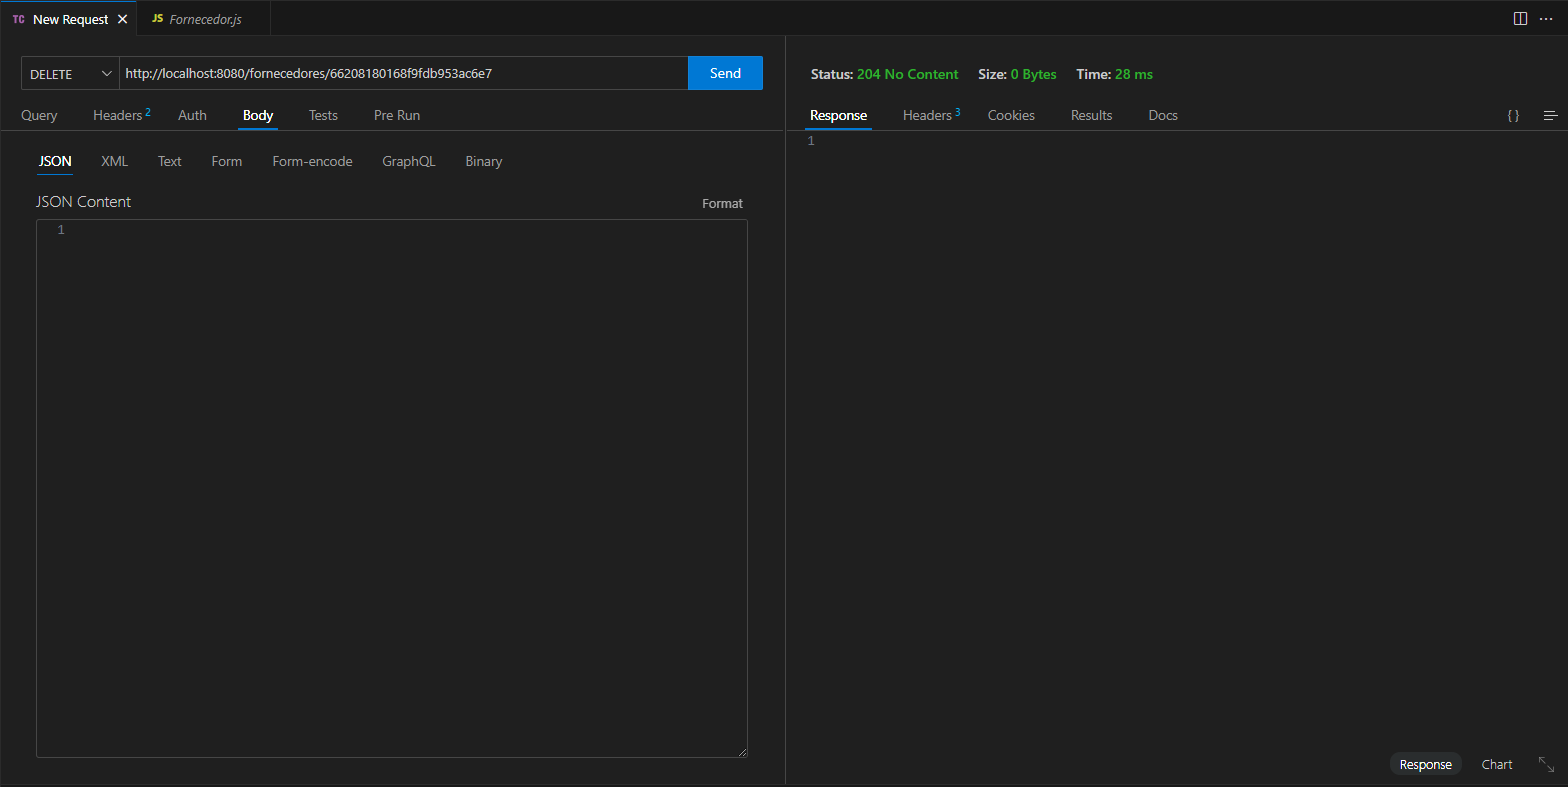 TC New Request
JS Fornecedor.js
DELETE http://localhost:8080/fornecedores/66208180168f9fdb953ac6e7 Send
Query Headers 2 Auth Body Tests Pre Run
JSON XML Text Form Form-encode GraphQL Binary
JSON Content Format
1
Status: 204 No Content Size: 0 Bytes Time: 28 ms
Response Headers 3 Cookies Results Docs { }
1
Response Chart